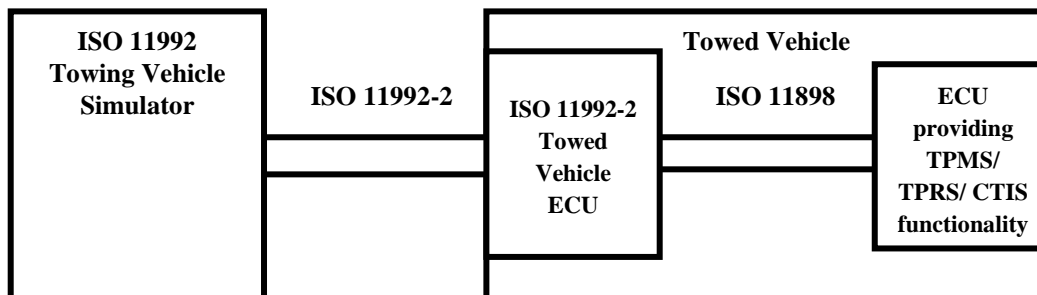 ISO 11992
Towing Vehicle
Simulator
ISO 11992-2
Towed Vehicle
ISO 11992-2
Towed
Vehicle
ECU
ISO 11898
ECU
providing
TPMS/
TPRS/ CTIS
functionality